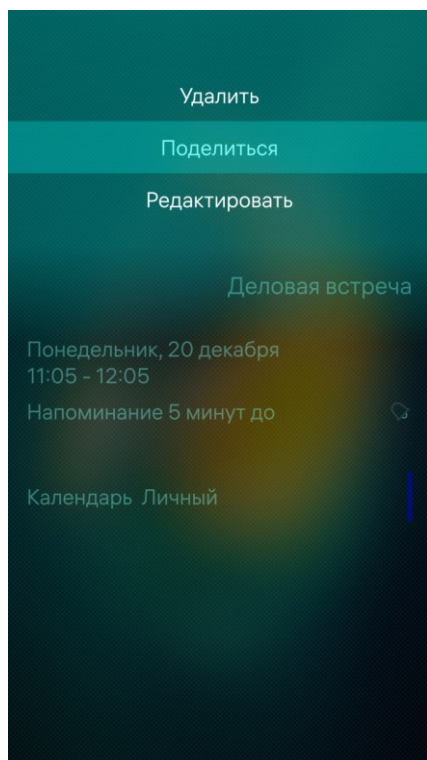 Удалить
Поделиться
Редактировать
Деловая встреча
Понедельник, 20 декабря
11:05 - 12:05
Напоминание 5 минут до
Календарь Личный